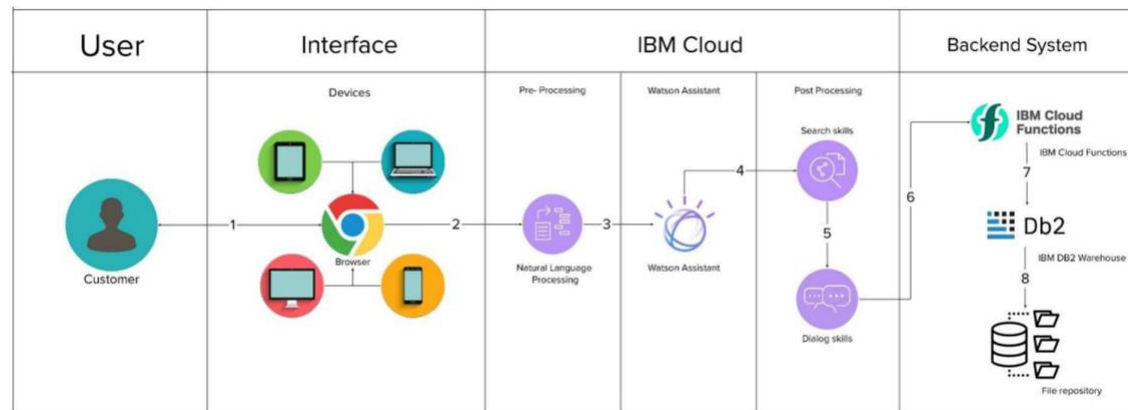 User
Interface
IBM Cloud
Backend System
Devices
Pre- Processing
Watson Assistant
Post Processing
Search skills
IBM Cloud
Functions
IBM Cloud Functions
4
7
6
1
2
3
5
Browser
Customer
Natural Language
Processing
Watson Assistant
Db2
IBM DB2 Warehouse
8
Dialog skills
File repository